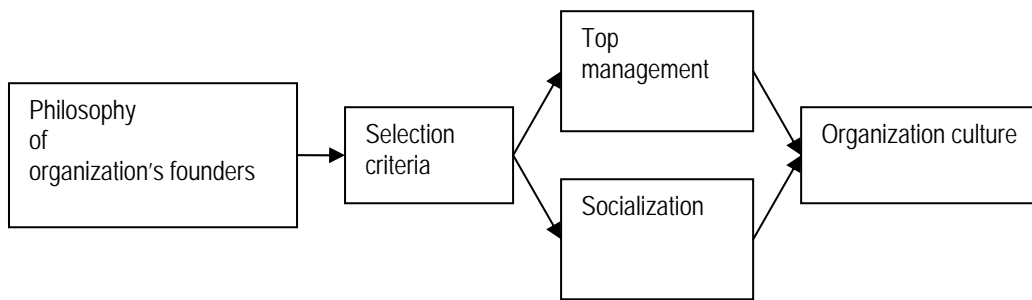 Philosophy
of
organization’s founders
Selection
criteria
Top
management
Socialization
Organization culture